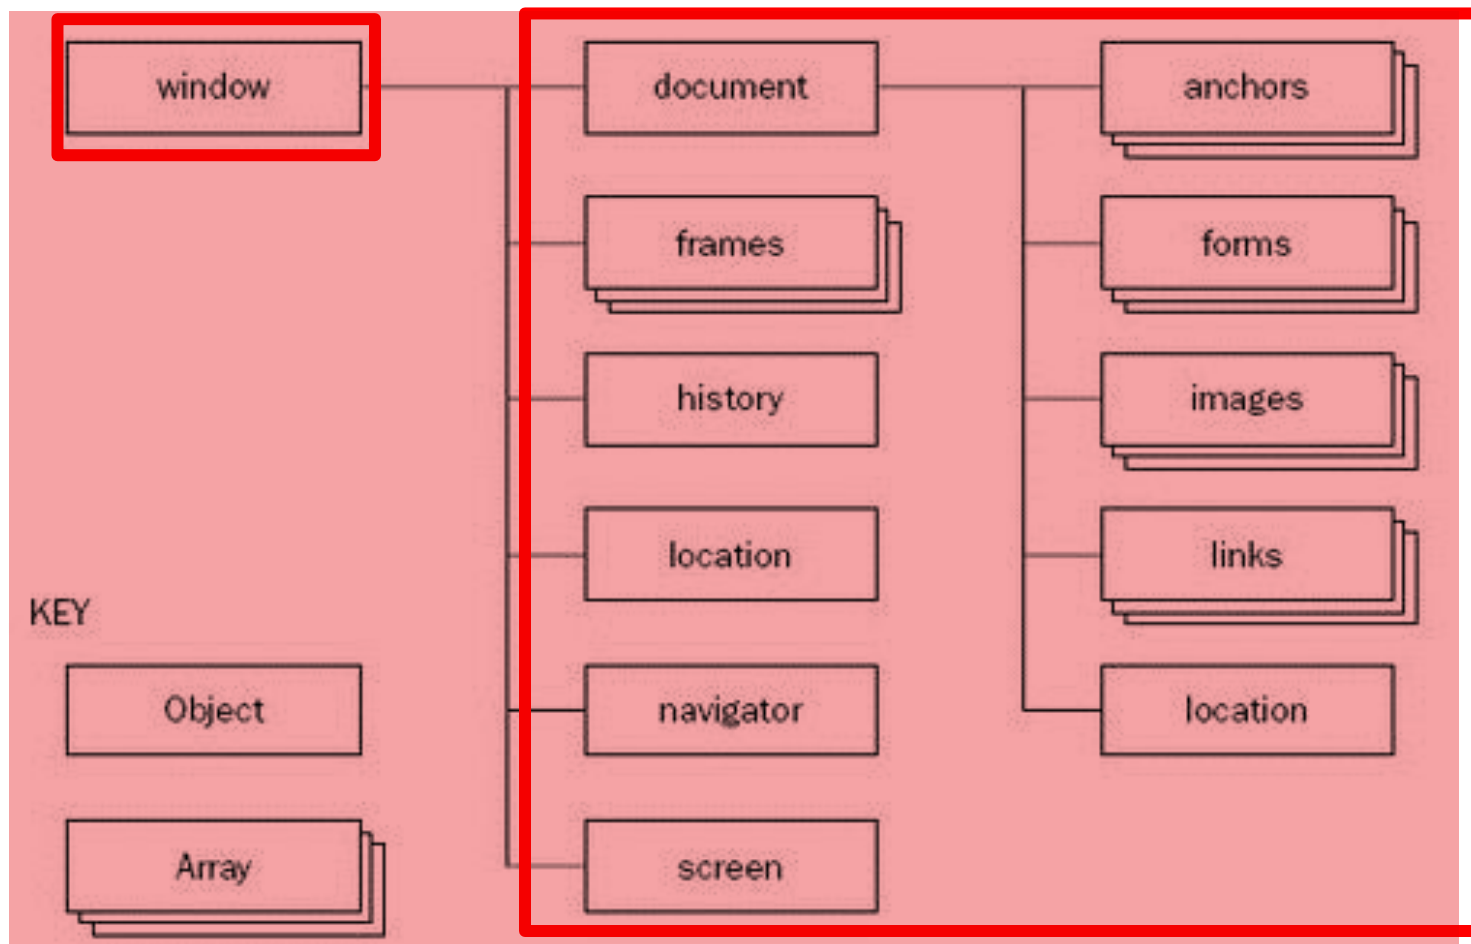 window
document
anchors
frames
forms
history
images
location
links
KEY
Object
navigator
location
Array
screen